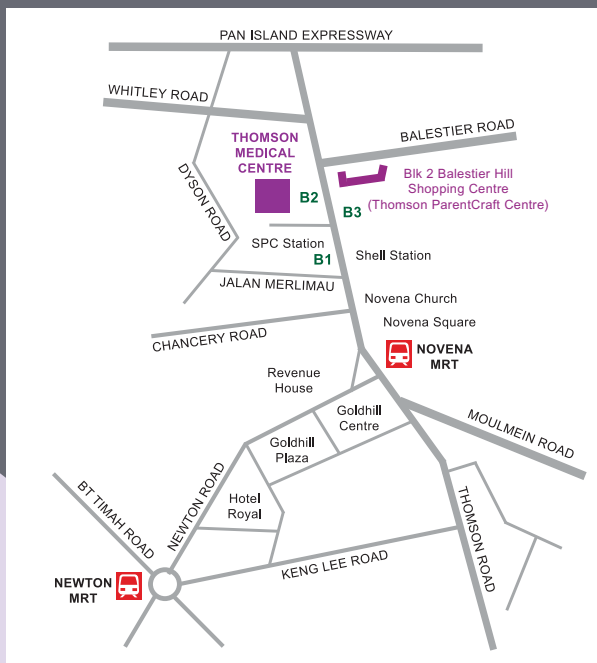 PAN ISLAND EXPRESSWAY
WHITLEY ROAD
BALESTIER ROAD
THOMSON
MEDICAL
CENTRE
DYSON ROAD
B2
B3
Blk 2 Balestier Hill
Shopping Centre
(Thomson ParentCraft Centre)
SPC Station
B1
Shell Station
JALAN MERLIMAU
Novena Church
Novena Square
CHANCERY ROAD
NOVENA
MRT
Revenue
House
Goldhill
Centre
MOULMEIN ROAD
Goldhill
Plaza
NEWTON ROAD
Hotel
Royal
BT TIMAH ROAD
THOMSON ROAD
KENG LEE ROAD
NEWTON
MRT